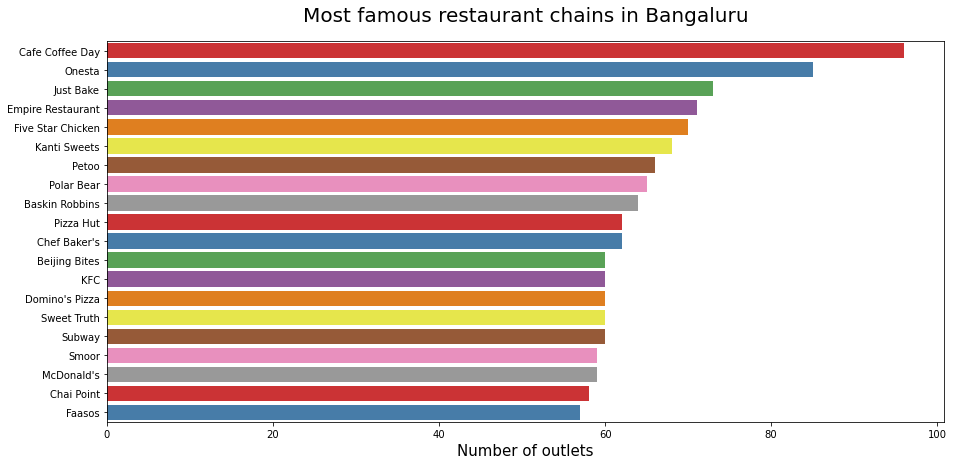 Most famous restaurant chains in Bangaluru
Cafe Coffee Day
Onesta
Just Bake
Empire Restaurant
Five Star Chicken
Kanti Sweets
Petoo
Polar Bear
Baskin Robbins
Pizza Hut
Chef Baker's
Beijing Bites
KFC
Domino's Pizza
Sweet Truth
Subway
Smoor
McDonald's
Chai Point
Faasos
0 20 40 60 80 100
Number of outlets